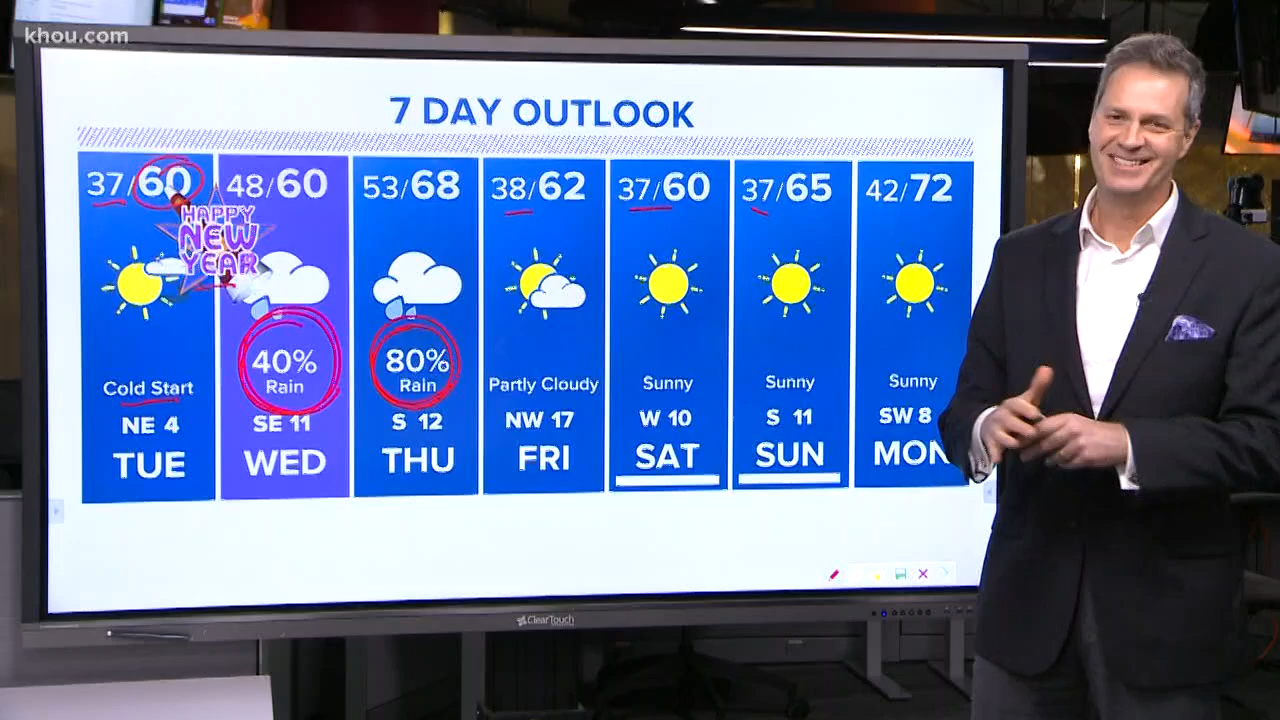 khou.com
7 DAY OUTLOOK
37/60
48/60
53/68
38/62
37/60
37/65
42/72
HAPPY
NEW
YEAR
40%
Rain
80%
Rain
Cold Start
Partly Cloudy
Sunny
Sunny
Sunny
NE 4
SE 11
S 12
NW 17
W 10
S 11
SW 8
TUE
WED
THU
FRI
SAT
SUN
MON
ClearTouch